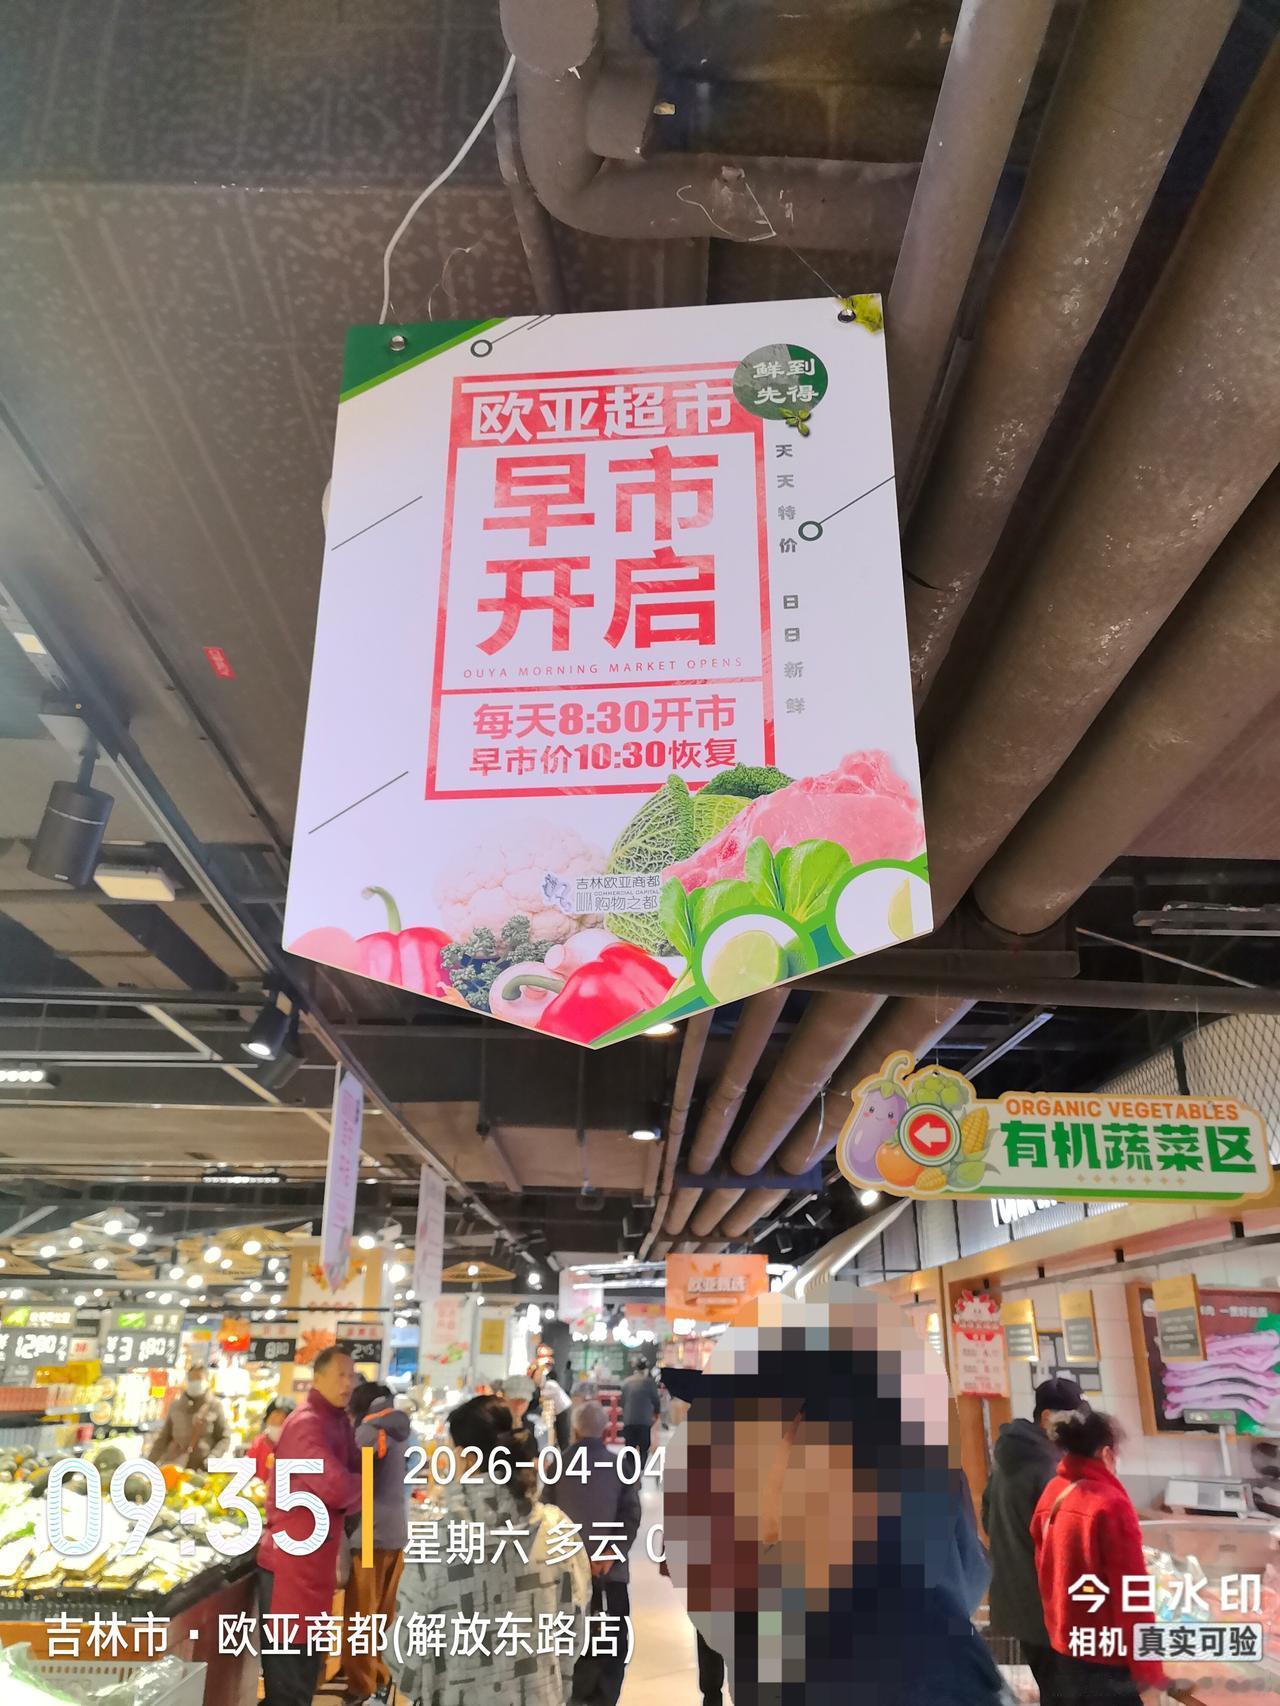 鲜到
先得
欧亚超市
早市
开启
OUYA MORNING MARKET OPENS
每天8:30开市
早市价10:30恢复
天天特价 日日新鲜
吉林欧亚商都
COMMERCIAL CAPITAL
OUYA 购物之都
ORGANIC VEGETABLES
有机蔬菜区
欧亚甄选
09:35
2026-04-04
星期六 多云
吉林市·欧亚商都(解放东路店)
今日水印
相机 真实可验